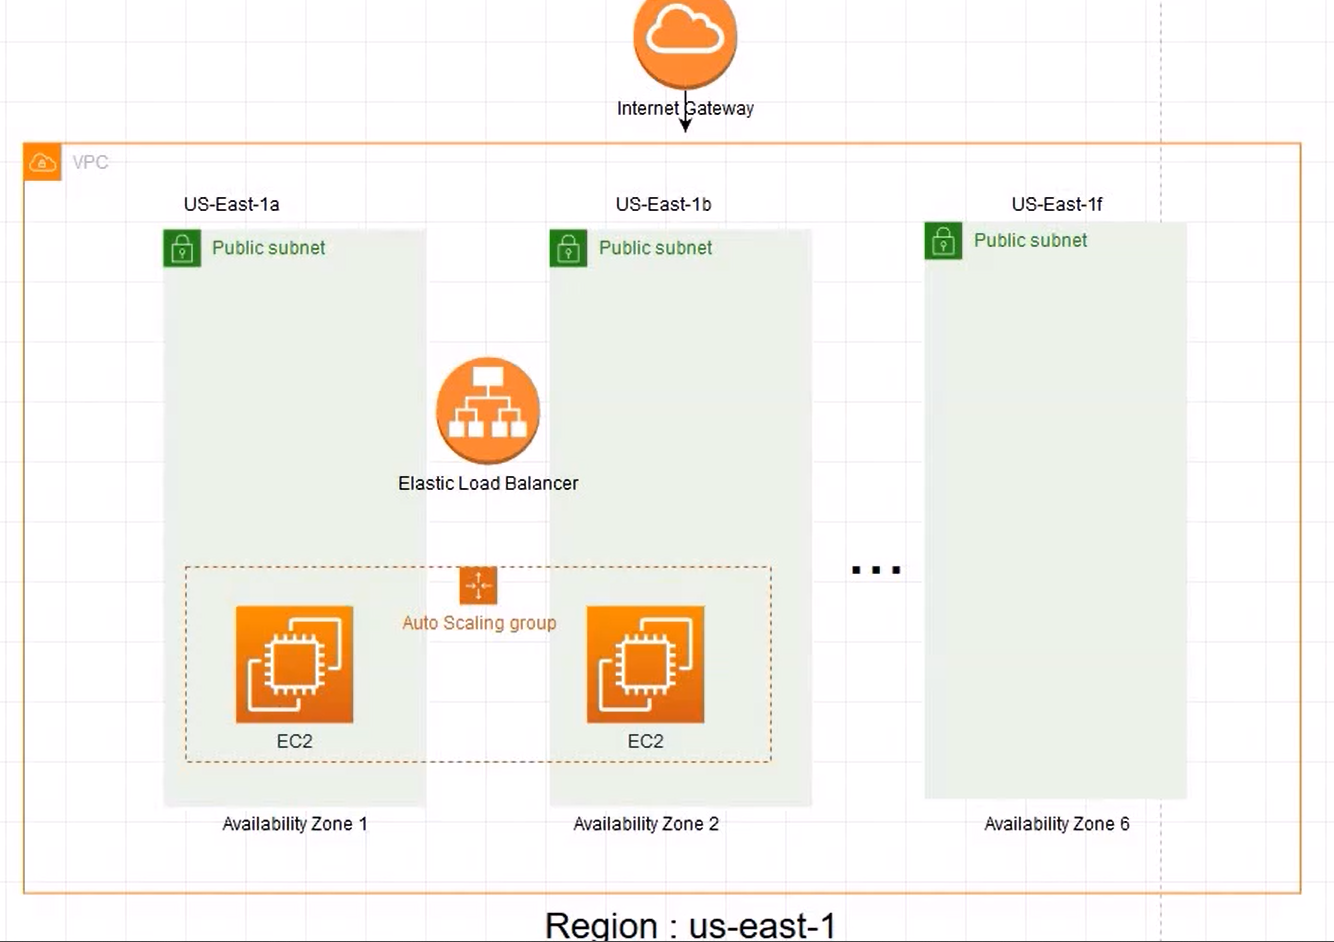 Internet Gateway
VPC
US-East-1a
US-East-1b
US-East-1f
Public subnet
Public subnet
Public subnet
Elastic Load Balancer
...
Auto Scaling group
EC2
EC2
Availability Zone 1
Availability Zone 2
Availability Zone 6
Region : us-east-1